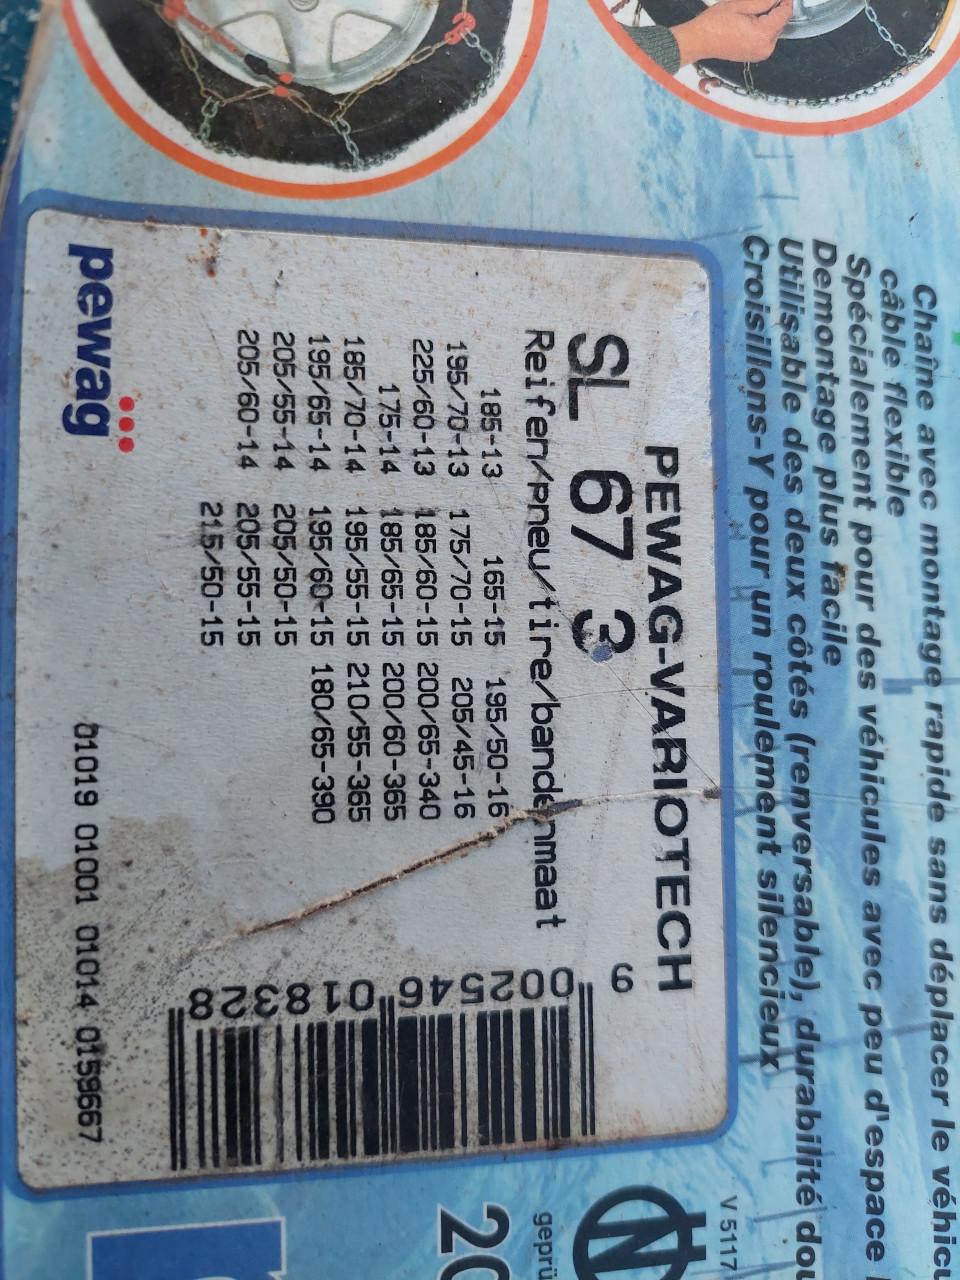 Chaîne avec montage rapide sans déplacer le
câble flexible
Spécialement pour des véhicules avec peu d'espace
Demontage plus facile
Utilisable des deux côtés (renversable), durabilité
Croisillons-Y pour un roulement silencieux
PEWAG-VARIOTECH
SL 67 3
Reifen/pneu/tire/bandenmaat
185-13 165-15 195/50-16
195/70-13 175/70-15 205/45-16
225/60-13 185/60-15 200/65-340
175-14 185/65-15 200/60-365
185/70-14 195/55-15 210/55-365
195/65-14 195/60-15 180/65-390
205/55-14 205/50-15
205/60-14 205/55-15
215/50-15
9 002546 018328
pewag
01019 01001 01014 0159667
V 5117
N